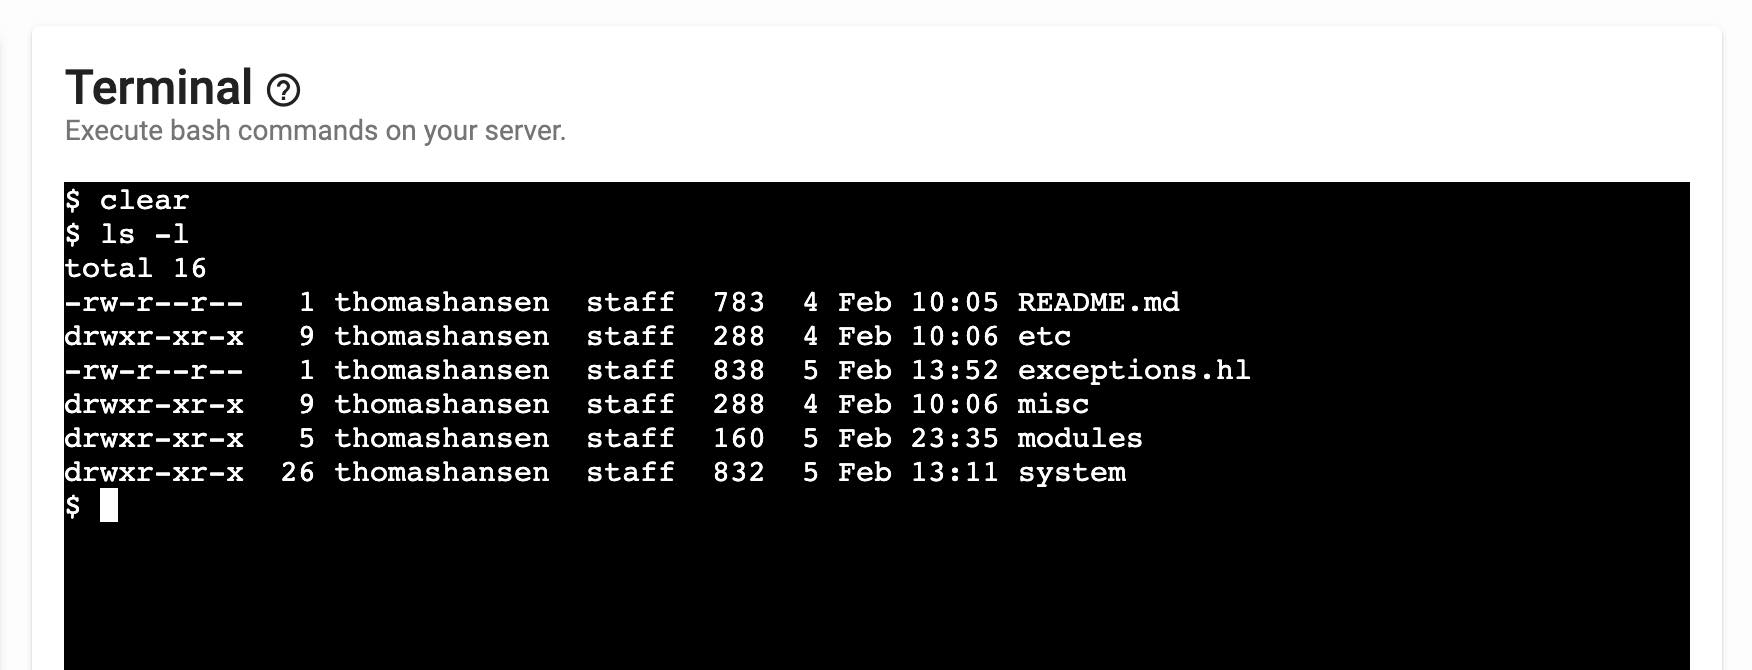 Terminal ?
Execute bash commands on your server.
$ clear
$ ls -l
total 16
-rw-r--r--   1 thomashansen  staff  783  4 Feb 10:05 README.md
drwxr-xr-x   9 thomashansen  staff  288  4 Feb 10:06 etc
-rw-r--r--   1 thomashansen  staff  838  5 Feb 13:52 exceptions.hl
drwxr-xr-x   9 thomashansen  staff  288  4 Feb 10:06 misc
drwxr-xr-x   5 thomashansen  staff  160  5 Feb 23:35 modules
drwxr-xr-x  26 thomashansen  staff  832  5 Feb 13:11 system
$